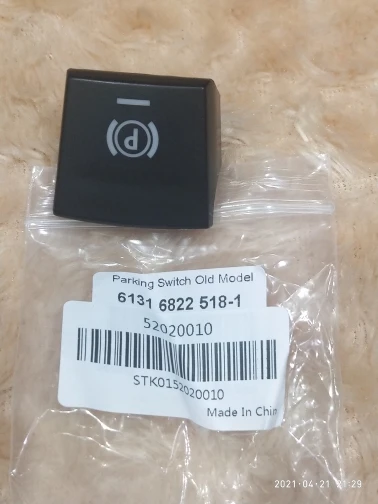 (P)
Parking Switch Old Model
6131 6822 518-1
52020010
STK0152020010
Made In Chin
2021-04-21 21:29